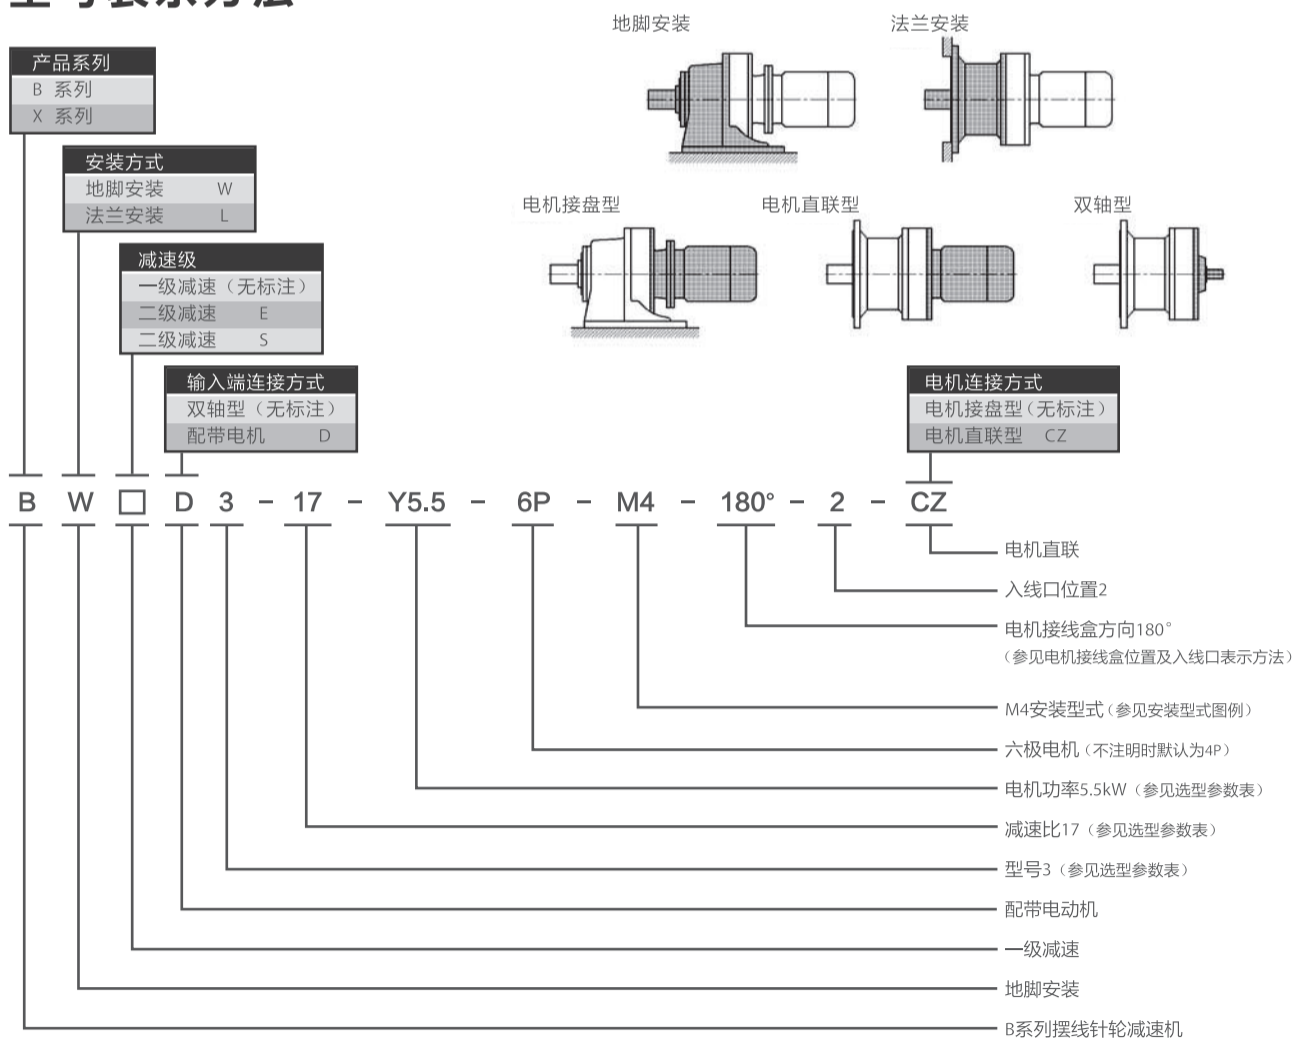 地脚安装
法兰安装
产品系列
B 系列
X 系列
安装方式
地脚安装 W
法兰安装 L
电机接盘型
电机直联型
双轴型
减速级
一级减速（无标注）
二级减速 E
二级减速 S
输入端连接方式
双轴型（无标注）
配带电机 D
电机连接方式
电机接盘型（无标注）
电机直联型 CZ
B W □ D 3 - 17 - Y5.5 - 6P - M4 - 180° - 2 - CZ
电机直联
入线口位置2
电机接线盒方向180°
（参见电机接线盒位置及入线口表示方法）
M4安装型式（参见安装型式图例）
六极电机（不注明时默认为4P）
电机功率5.5kW（参见选型参数表）
减速比17（参见选型参数表）
型号3（参见选型参数表）
配带电动机
一级减速
地脚安装
B系列摆线针轮减速机